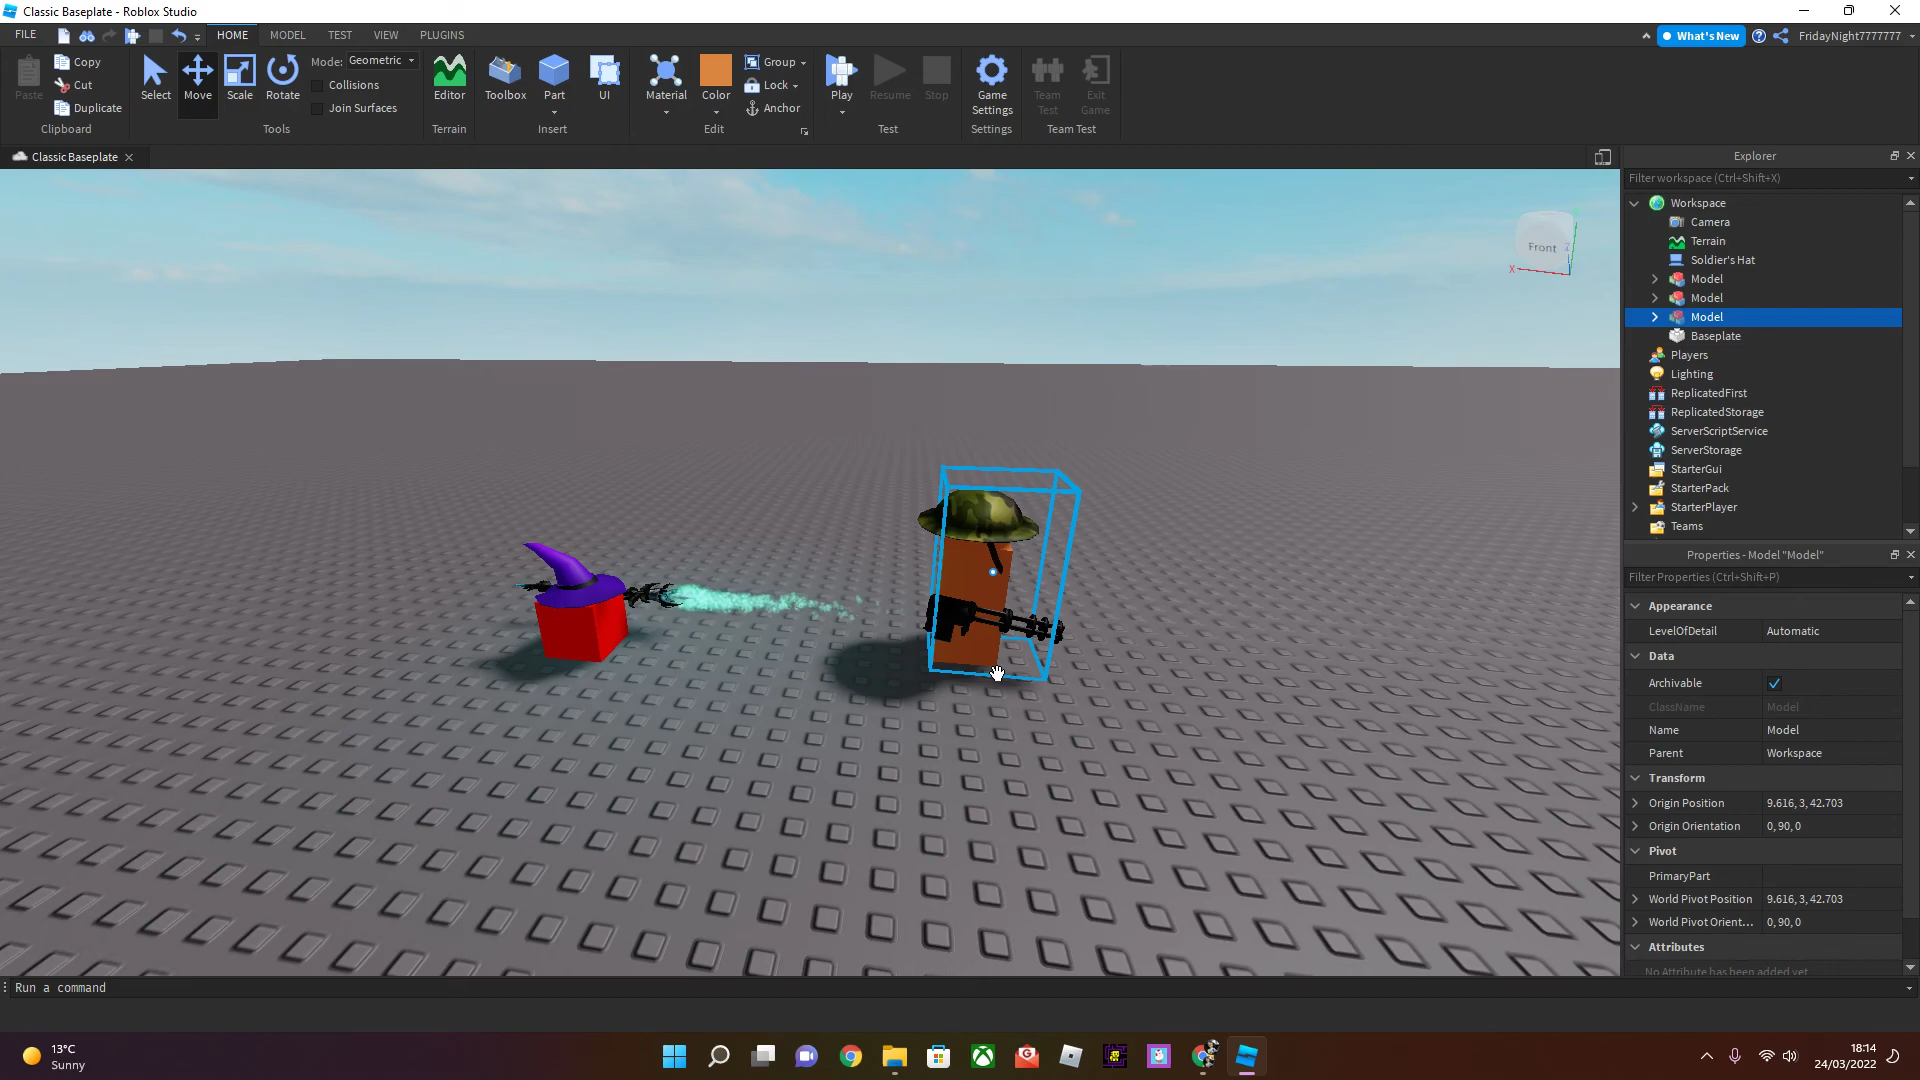 Classic Baseplate - Roblox Studio
FILE
HOME
MODEL
TEST
VIEW
PLUGINS
What's New
FridayNight7777777
Paste
Copy
Cut
Duplicate
Clipboard
Select
Move
Scale
Rotate
Mode: Geometric
Collisions
Join Surfaces
Tools
Editor
Terrain
Toolbox
Part
UI
Insert
Material
Color
Group
Lock
Anchor
Edit
Play
Resume
Stop
Test
Game
Settings
Settings
Team
Test
Exit
Game
Team Test
Classic Baseplate
Front
X
Z
Explorer
Filter workspace (Ctrl+Shift+X)
Workspace
Camera
Terrain
Soldier's Hat
Model
Model
Model
Baseplate
Players
Lighting
ReplicatedFirst
ReplicatedStorage
ServerScriptService
ServerStorage
StarterGui
StarterPack
StarterPlayer
Teams
Properties - Model "Model"
Filter Properties (Ctrl+Shift+P)
Appearance
LevelOfDetail Automatic
Data
Archivable
ClassName Model
Name Model
Parent Workspace
Transform
Origin Position 9.616, 3, 42.703
Origin Orientation 0, 90, 0
Pivot
PrimaryPart
World Pivot Position 9.616, 3, 42.703
World Pivot Orient... 0, 90, 0
Attributes
No Attribute has been added yet
Run a command
13°C
Sunny
18:14
24/03/2022